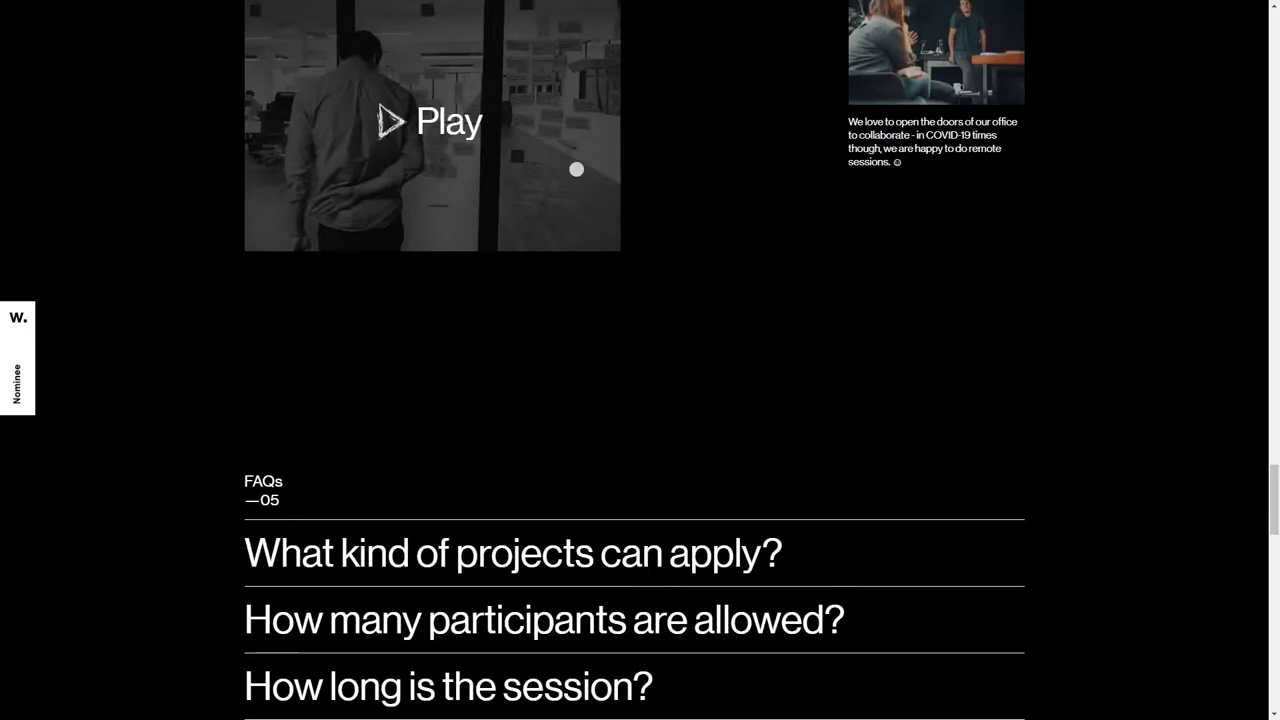 Play
We love to open the doors of our office
to collaborate - in COVID-19 times
though, we are happy to do remote
sessions. ☺
W.
Nominee
FAQs
—05
What kind of projects can apply?
How many participants are allowed?
How long is the session?